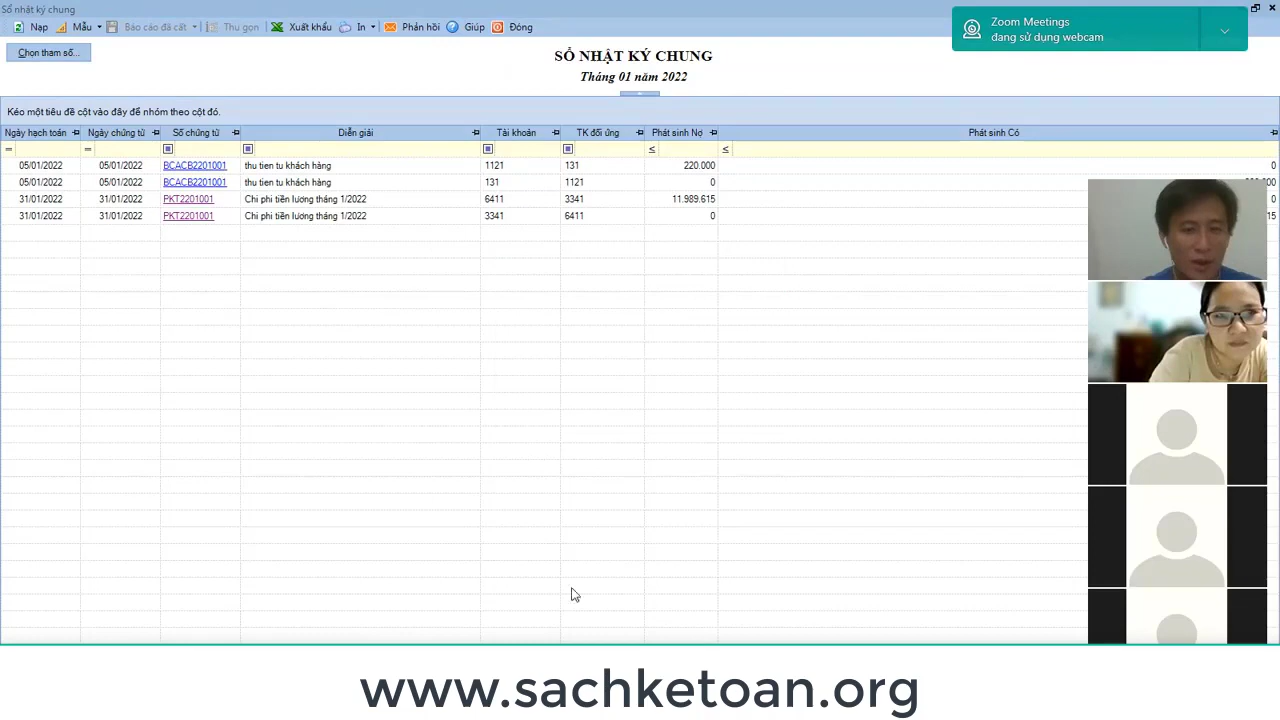 Sổ nhật ký chung
Nạp Mẫu Báo cáo đã cất Thu gọn Xuất khẩu In Phản hồi Giúp Đóng
Zoom Meetings
đang sử dụng webcam
Chọn tham số...
SỔ NHẬT KÝ CHUNG
Tháng 01 năm 2022
Kéo một tiêu đề cột vào đây để nhóm theo cột đó.
Ngày hạch toán Ngày chứng từ Số chứng từ Diễn giải Tài khoản TK đối ứng Phát sinh Nợ Phát sinh Có
= = ≤ ≤
05/01/2022 05/01/2022 BCACB2201001 thu tien tu khách hàng 1121 131 220.000 0
05/01/2022 05/01/2022 BCACB2201001 thu tien tu khách hàng 131 1121 0
31/01/2022 31/01/2022 PKT2201001 Chi phi tiền lương tháng 1/2022 6411 3341 11.989.615 0
31/01/2022 31/01/2022 PKT2201001 Chi phi tiền lương tháng 1/2022 3341 6411 0 15
www.sachketoan.org